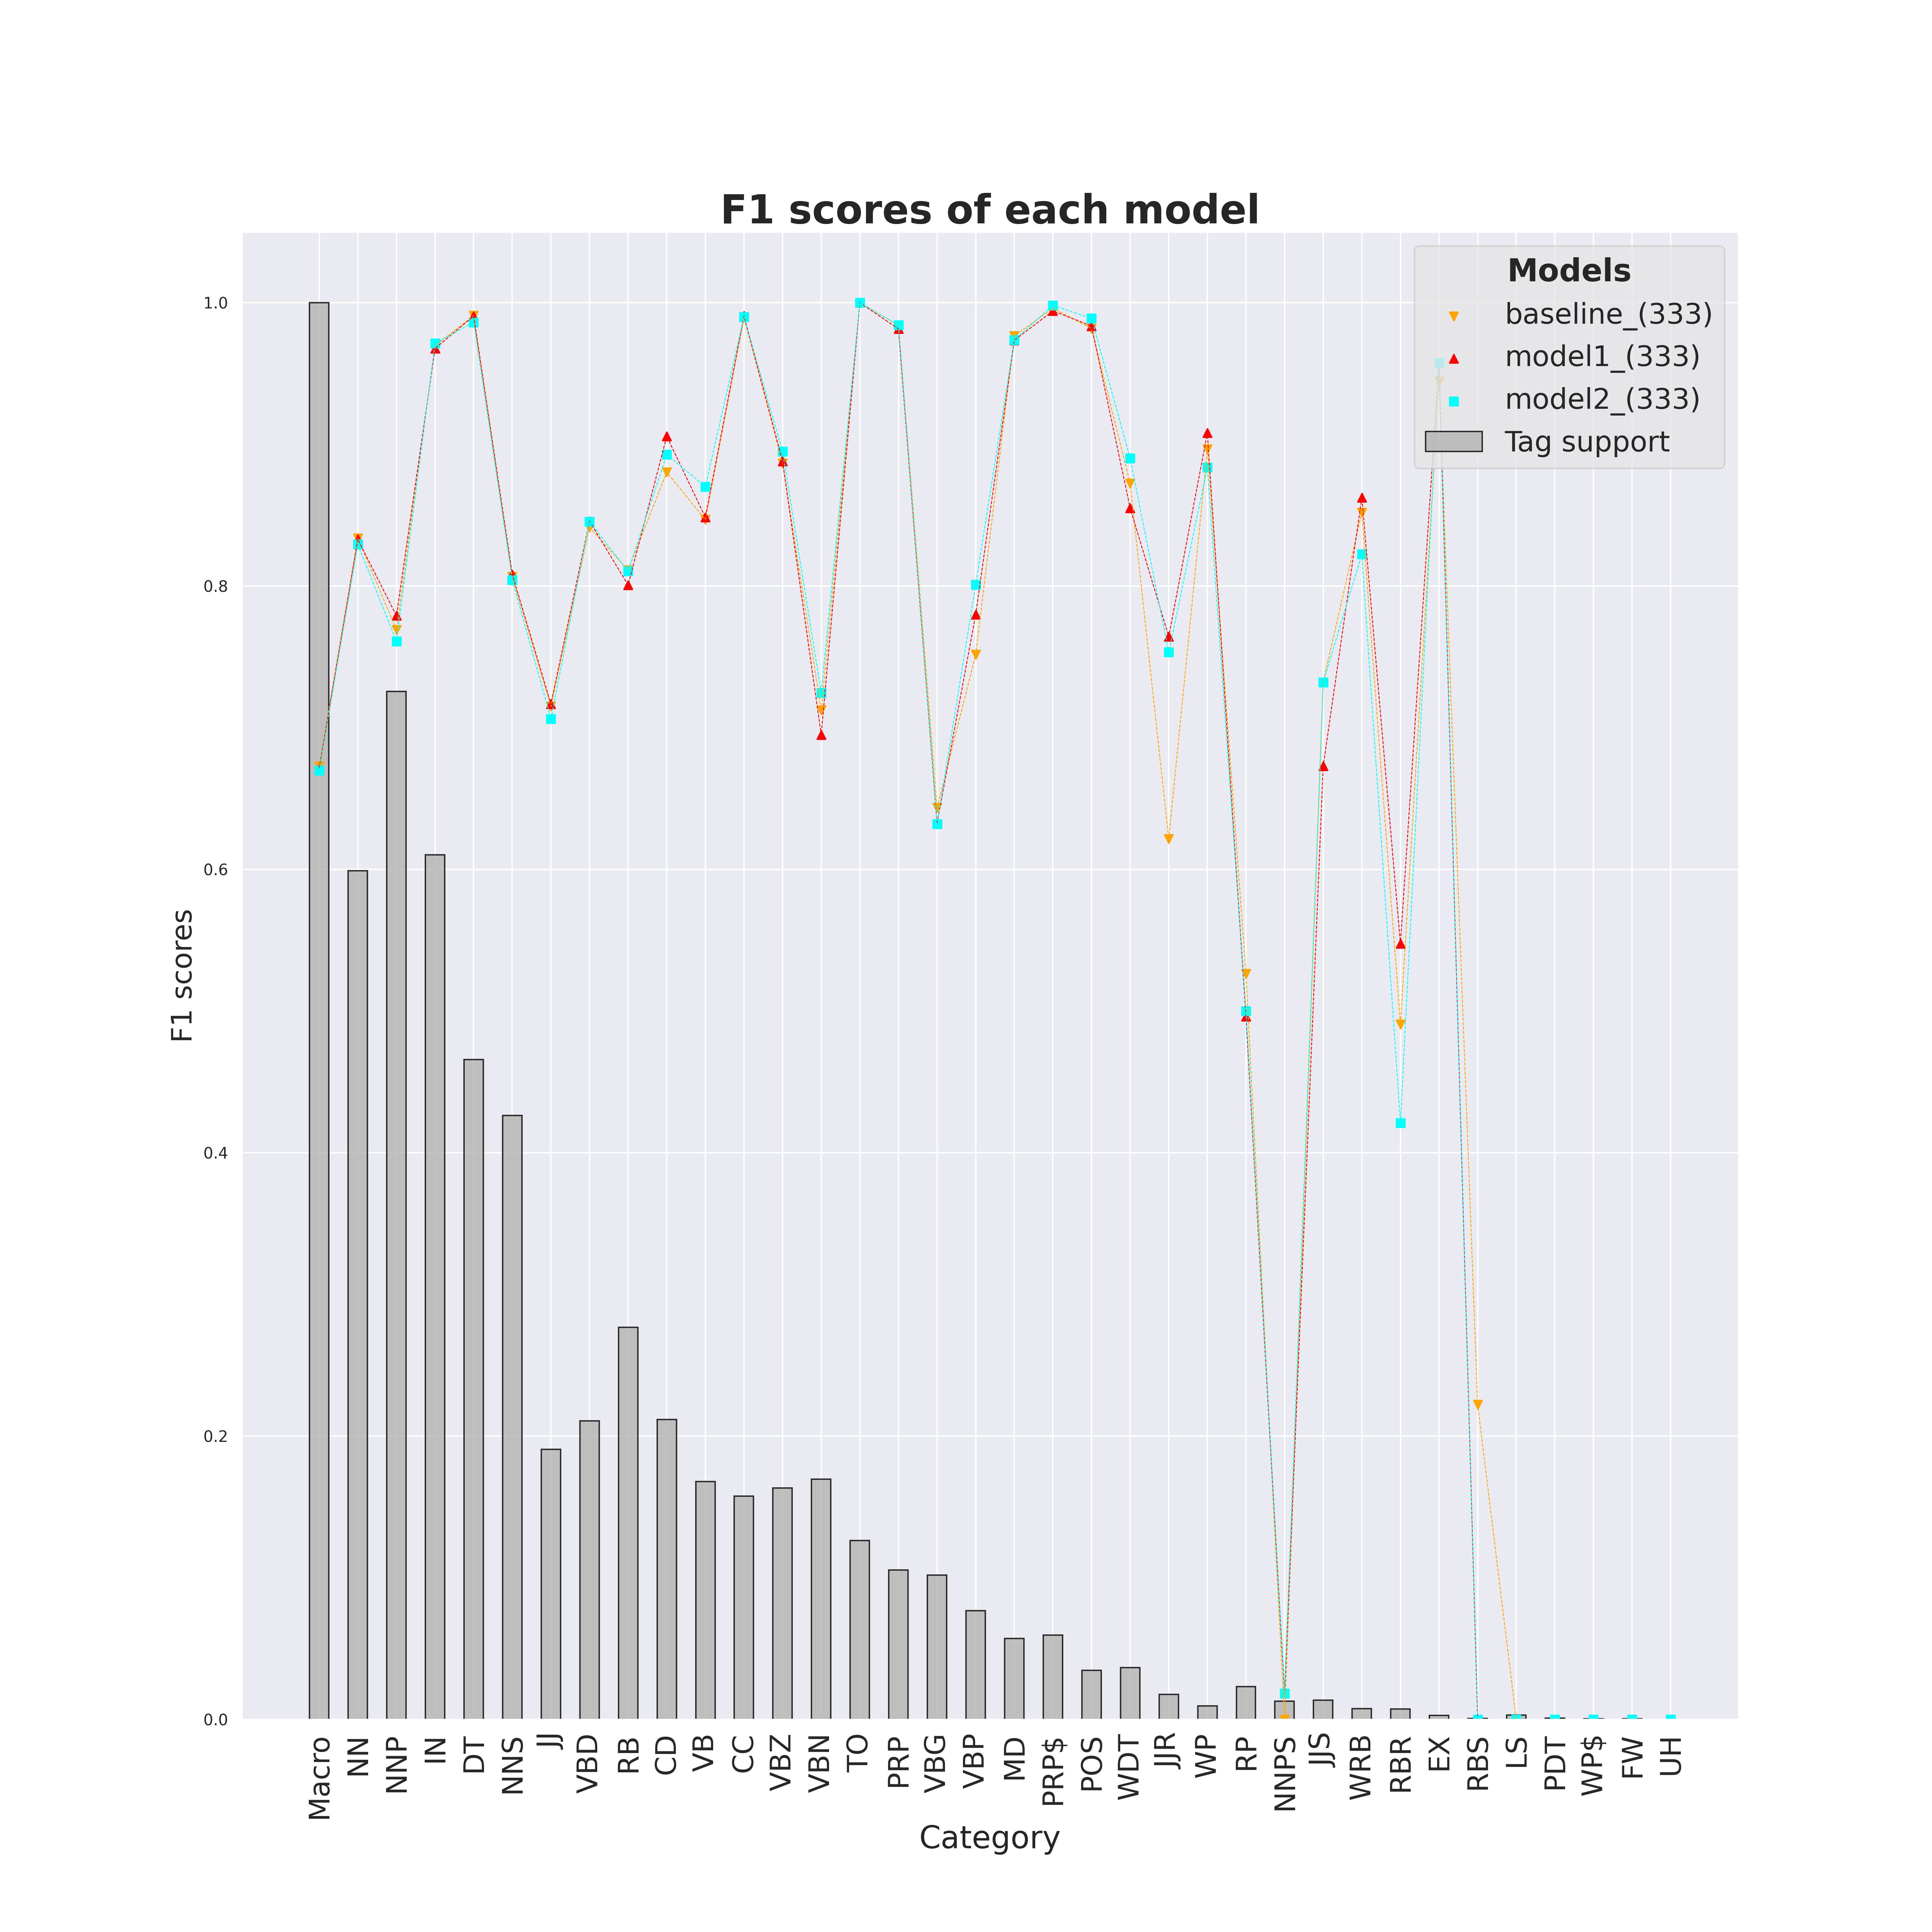 F1 scores of each model
Models
baseline_(333)
model1_(333)
model2_(333)
Tag support
F1 scores
1.0
0.8
0.6
0.4
0.2
0.0
Macro
NN
NNP
IN
DT
NNS
JJ
VBD
RB
CD
VB
CC
VBZ
VBN
TO
PRP
VBG
VBP
MD
PRP$
POS
WDT
JJR
WP
RP
NNPS
JJS
WRB
RBR
EX
RBS
LS
PDT
WP$
FW
UH
Category